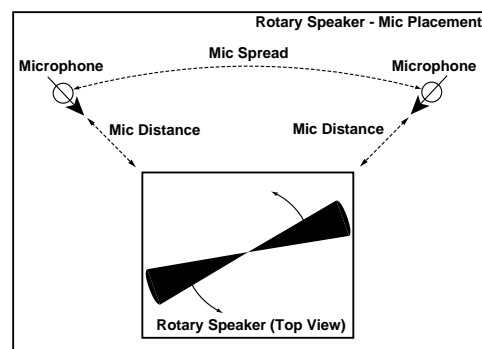 Rotary Speaker - Mic Placement
Mic Spread
Microphone
Microphone
Mic Distance
Mic Distance
Rotary Speaker (Top View)